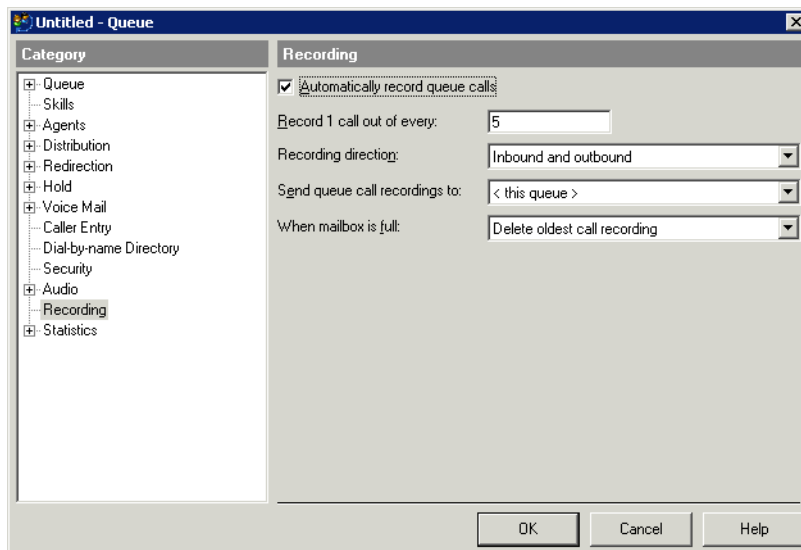 Untitled - Queue
Category
Queue
Skills
Agents
Distribution
Redirection
Hold
Voice Mail
Caller Entry
Dial-by-name Directory
Security
Audio
Recording
Statistics
Recording
Automatically record queue calls
Record 1 call out of every: 5
Recording direction: Inbound and outbound
Send queue call recordings to: < this queue >
When mailbox is full: Delete oldest call recording
OK Cancel Help